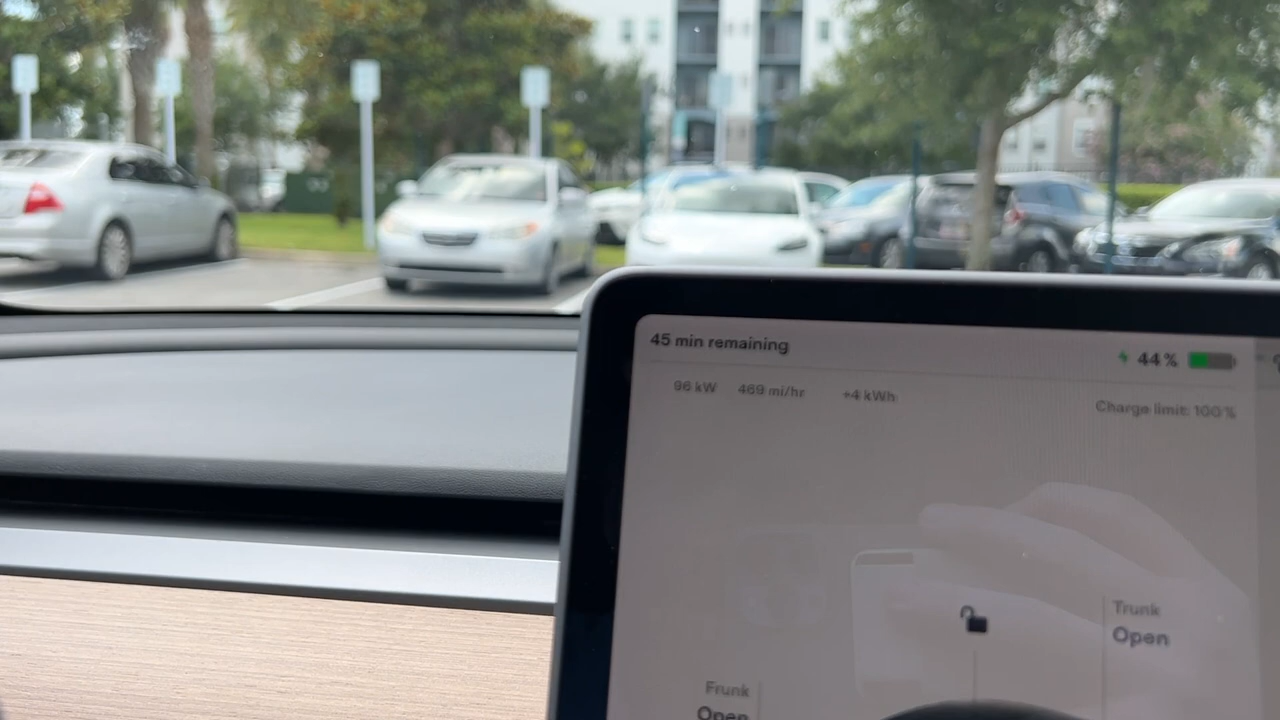 45 min remaining
44%
96 kW 469 mi/hr +4 kWh
Charge limit: 100%
Trunk
Open
Frunk
Open